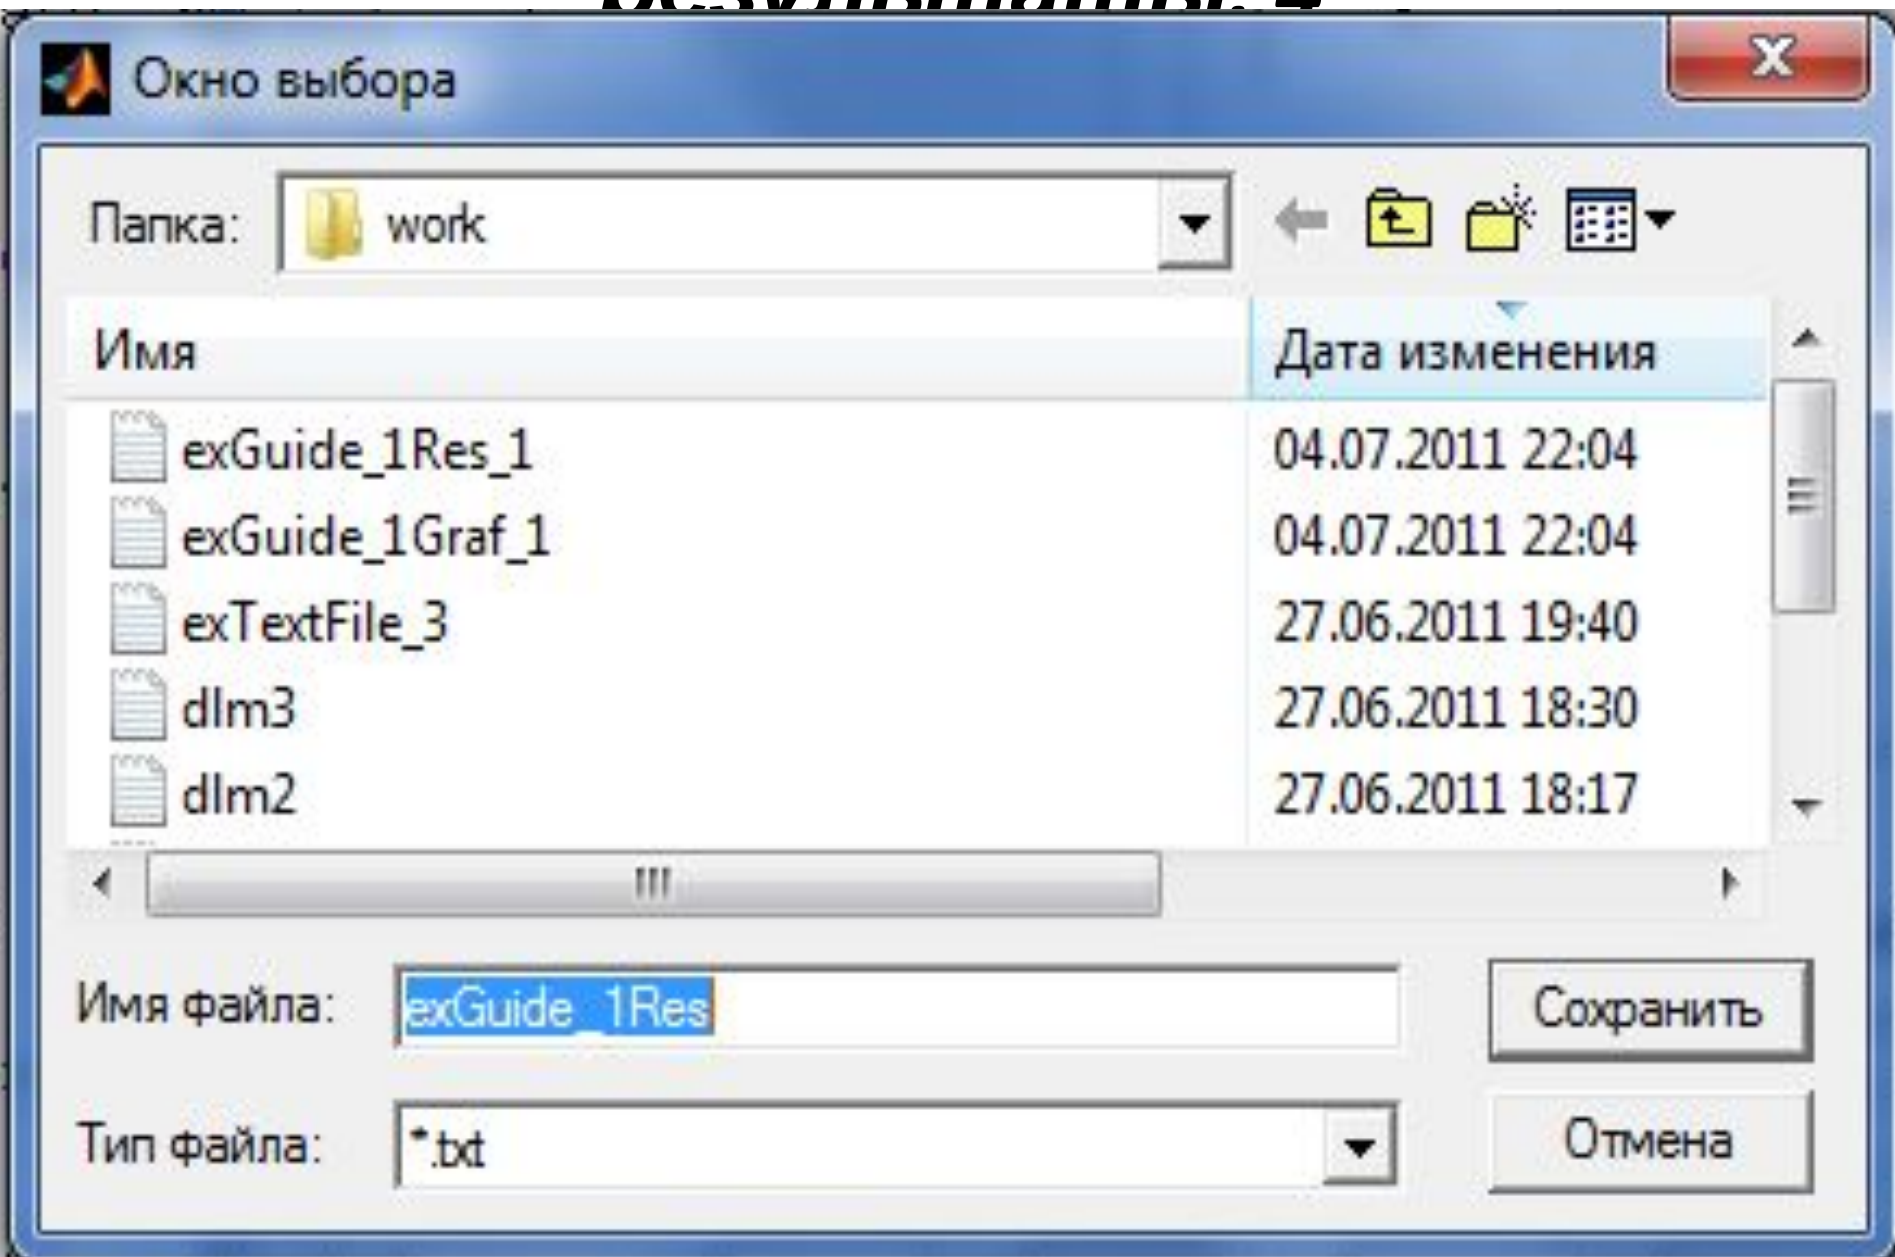 Окно выбора
Папка: work
Имя Дата изменения
exGuide_1Res_1 04.07.2011 22:04
exGuide_1Graf_1 04.07.2011 22:04
exTextFile_3 27.06.2011 19:40
dlm3 27.06.2011 18:30
dlm2 27.06.2011 18:17
Имя файла: exGuide_1Res Сохранить
Тип файла: *.txt Отмена